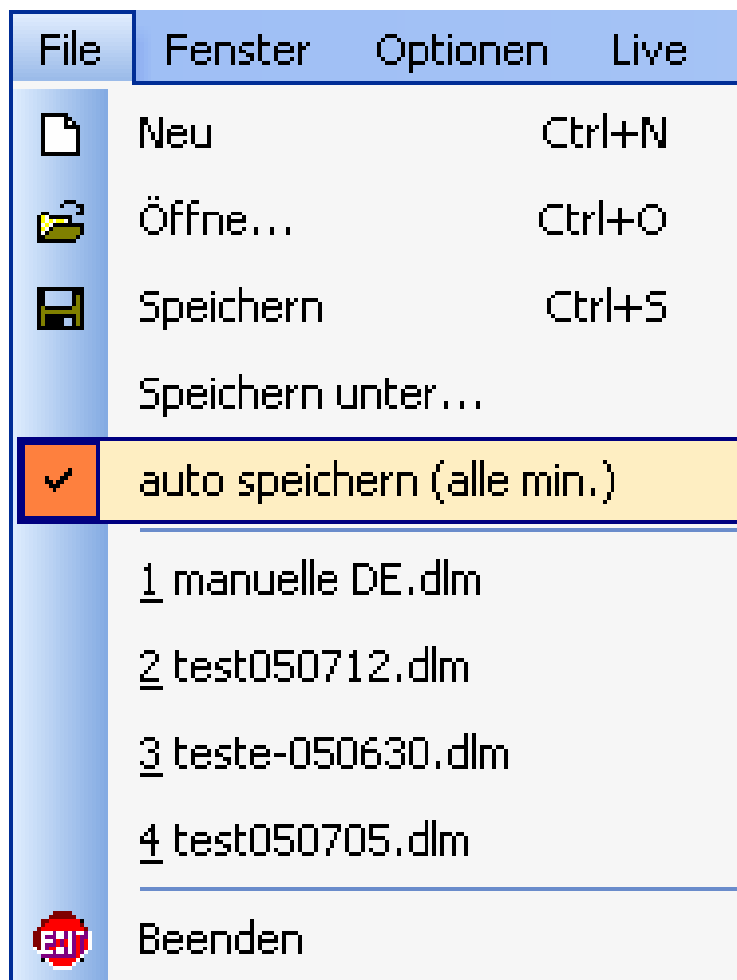 File Fenster Optionen Live
Neu Ctrl+N
Öffne... Ctrl+O
Speichern Ctrl+S
Speichern unter...
auto speichern (alle min.)
1 manuelle DE.dlm
2 test050712.dlm
3 teste-050630.dlm
4 test050705.dlm
EXIT Beenden